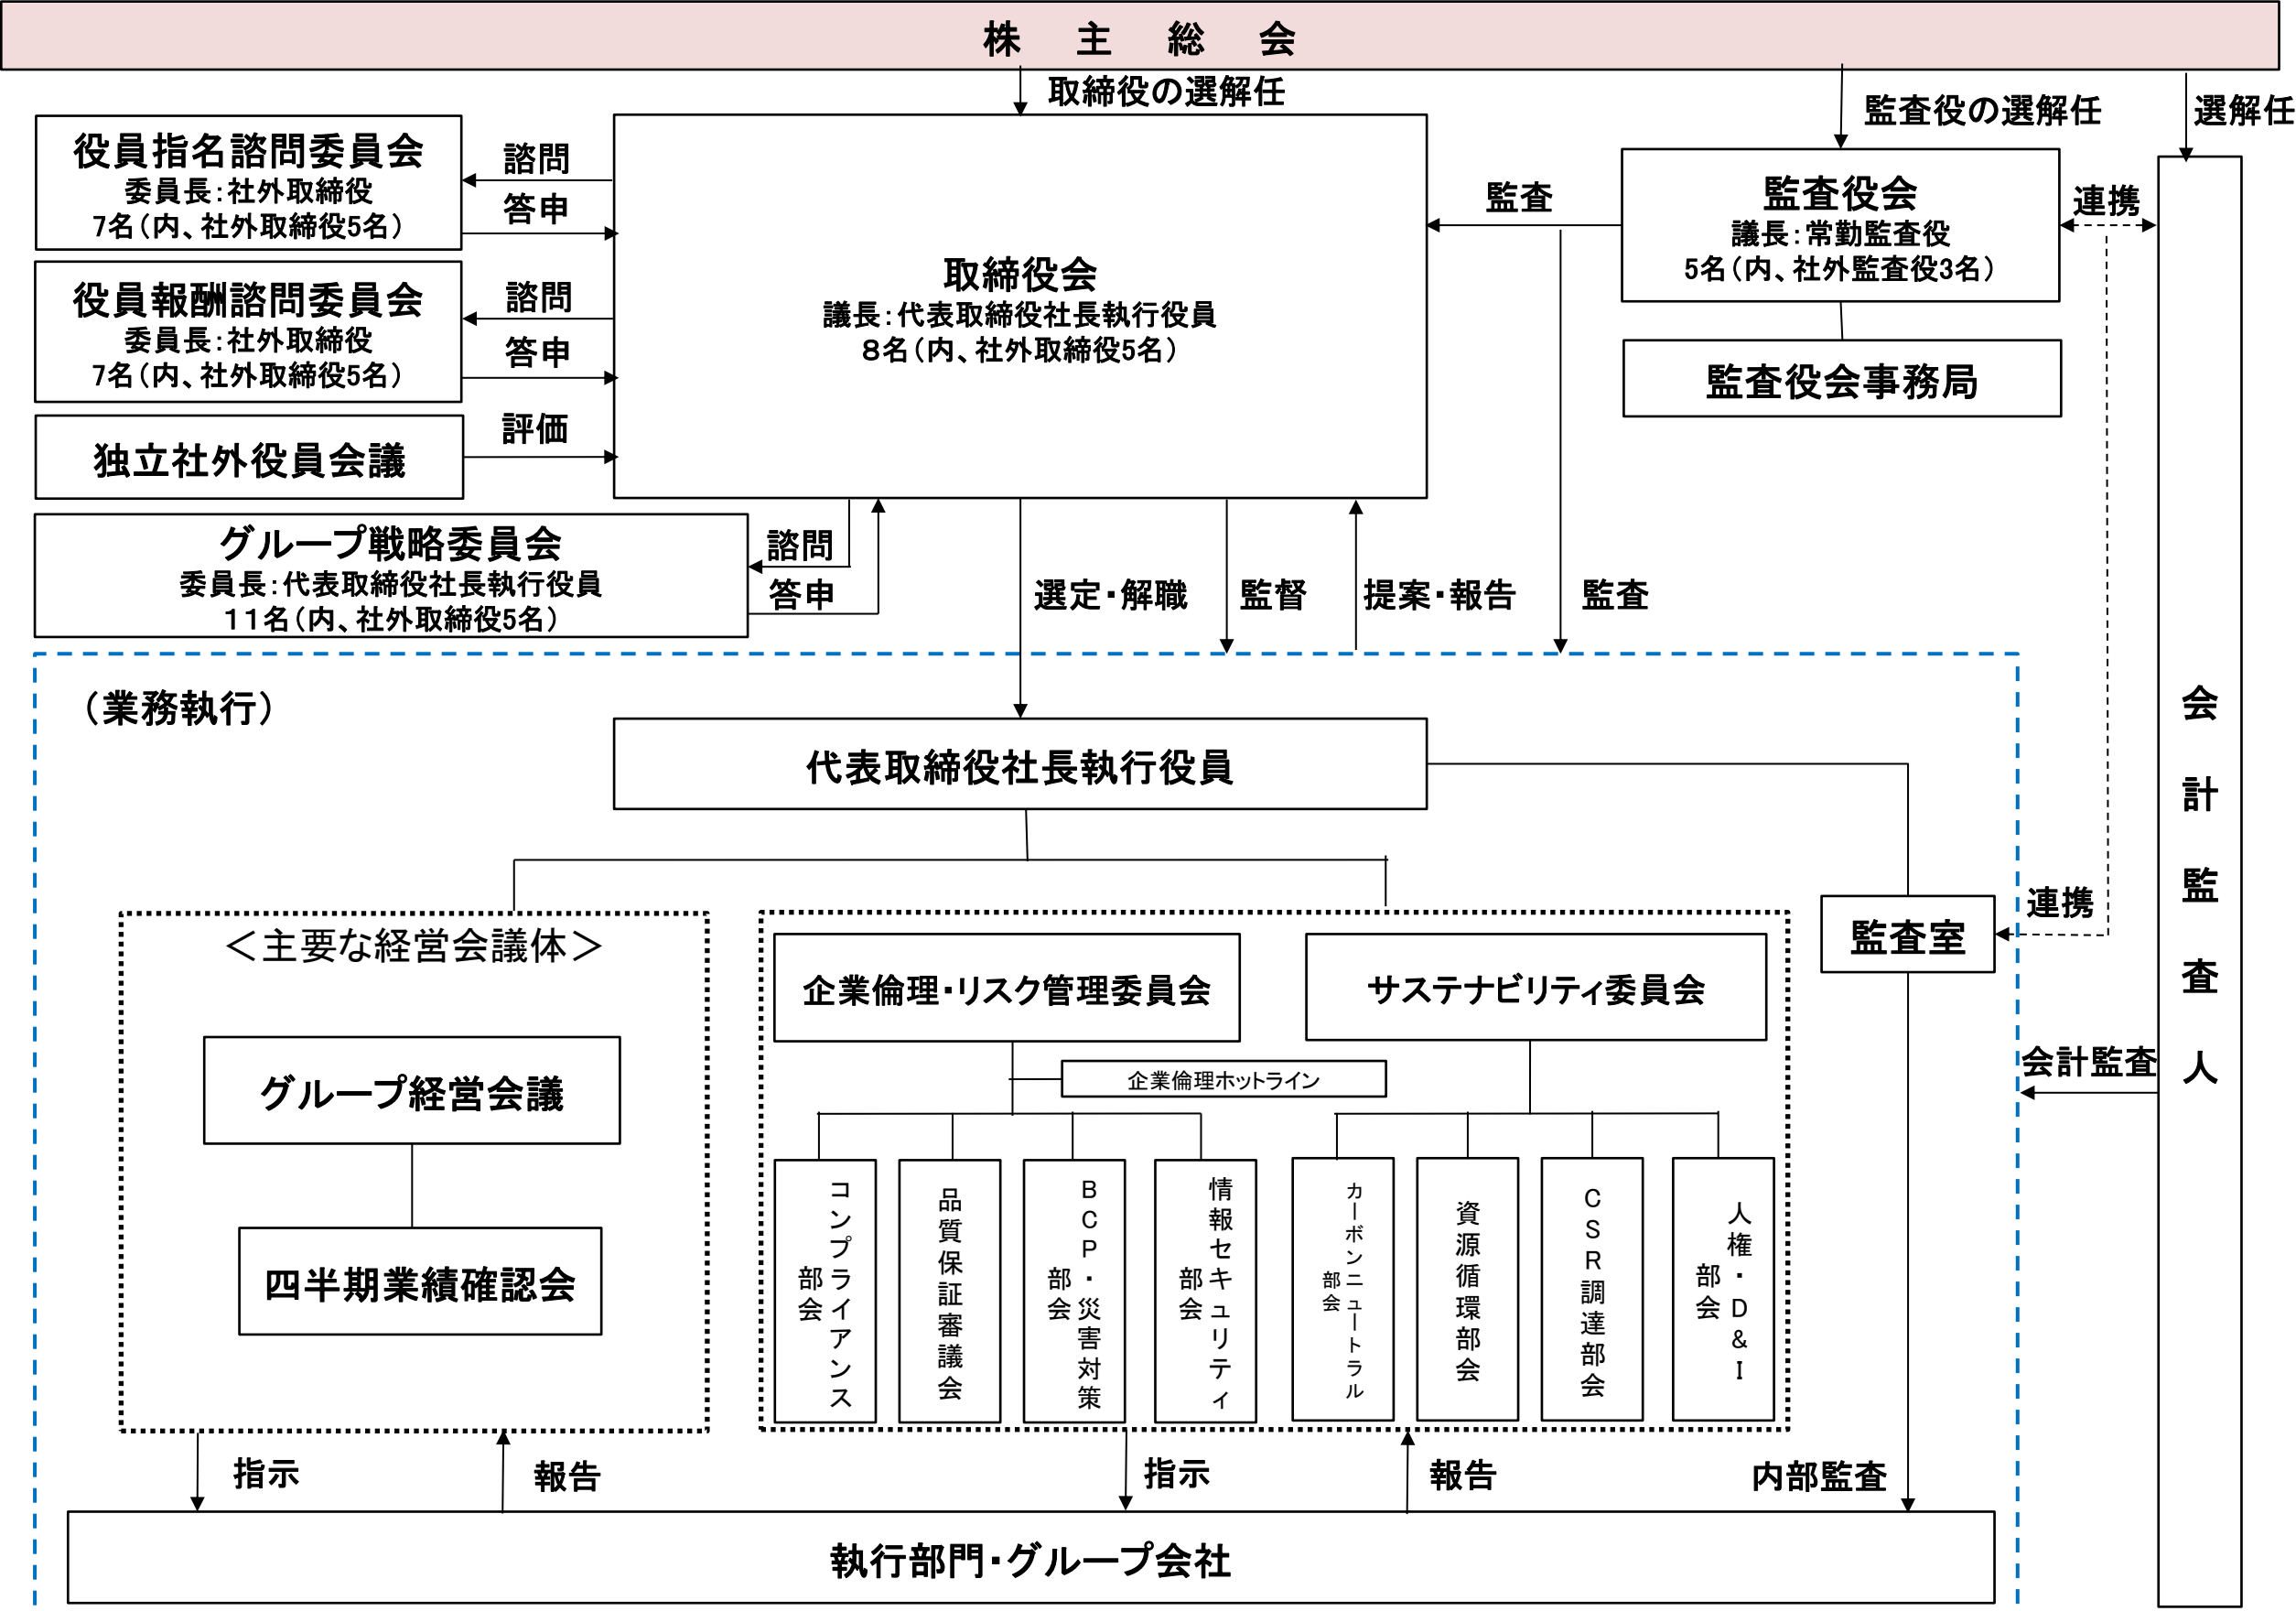 株 主 総 会
取締役の選解任
監査役の選解任
選解任
役員指名諮問委員会
委員長：社外取締役
7名（内、社外取締役5名）
諮問
答申
役員報酬諮問委員会
委員長：社外取締役
7名（内、社外取締役5名）
諮問
答申
独立社外役員会議
評価
取締役会
議長：代表取締役社長執行役員
８名（内、社外取締役5名）
監査
監査役会
議長：常勤監査役
5名（内、社外監査役3名）
連携
監査役会事務局
グループ戦略委員会
委員長：代表取締役社長執行役員
１１名（内、社外取締役5名）
諮問
答申
選定・解職
監督
提案・報告
監査
（業務執行）
代表取締役社長執行役員
会計監査人
＜主要な経営会議体＞
グループ経営会議
四半期業績確認会
企業倫理・リスク管理委員会
サステナビリティ委員会
監査室
連携
会計監査
企業倫理ホットライン
コンプライアンス
部会
品質保証審議会
ＢＣＰ・災害対策
部会
情報セキュリティ
部会
カーボンニュートラル
部会
資源循環部会
ＣＳＲ調達部会
人権・Ｄ＆Ｉ
部会
指示
報告
指示
報告
内部監査
執行部門・グループ会社